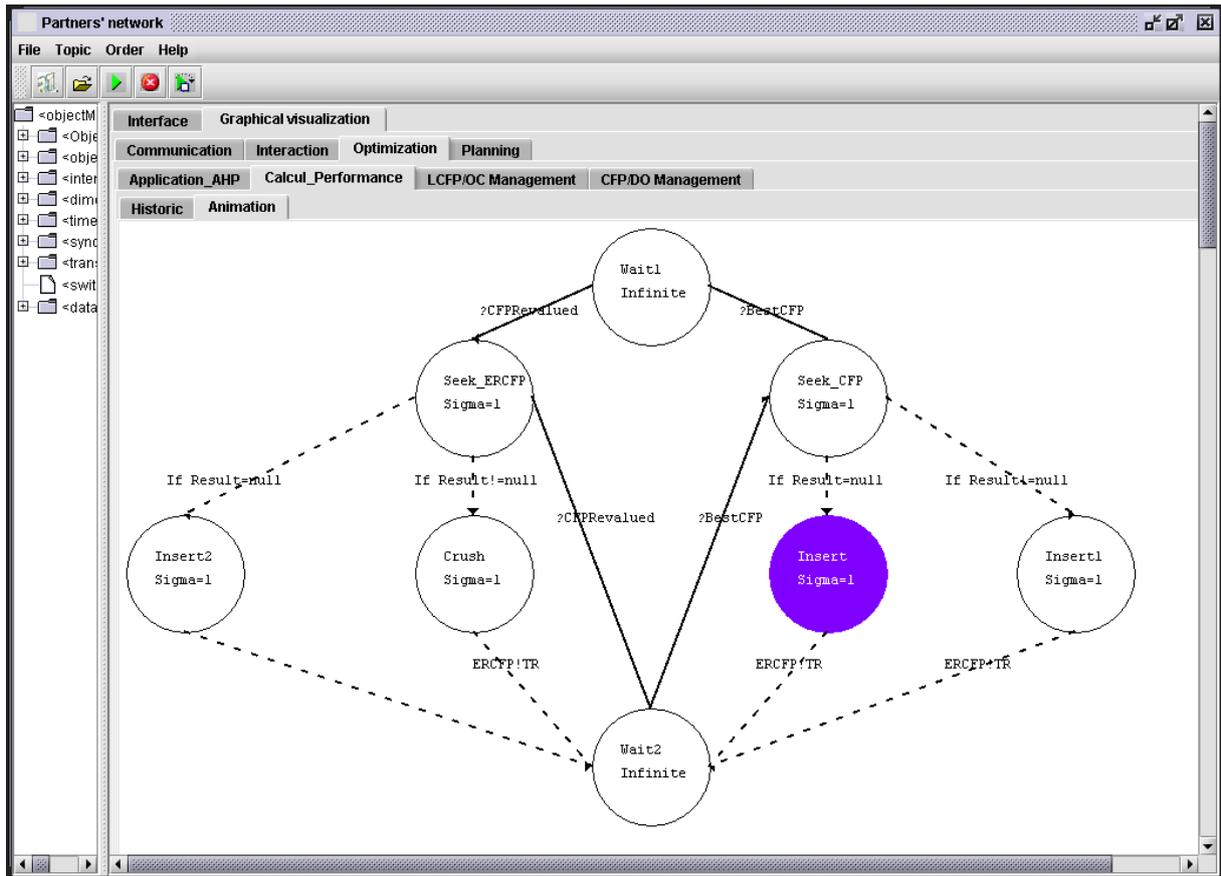 Partners' network
File Topic Order Help
<objectM
<Obje
<obje
<inter
<dime
<time
<sync
<trans
<swit
<data
Interface Graphical visualization
Communication Interaction Optimization Planning
Application_AHP Calcul_Performance LCFP/OC Management CFP/DO Management
Historic Animation
Wait1
Infinite
?CFPRevalued ?BestCFP
Seek_ERCFP Seek_CFP
Sigma=1 Sigma=1
If Result=null If Result!=null If Result=null If Result!=null
?CFPRevalued ?BestCFP
Insert2 Crush Insert Insert1
Sigma=1 Sigma=1 Sigma=1 Sigma=1
ERCFP!TR ERCFP!TR ERCFP!TR
Wait2
Infinite